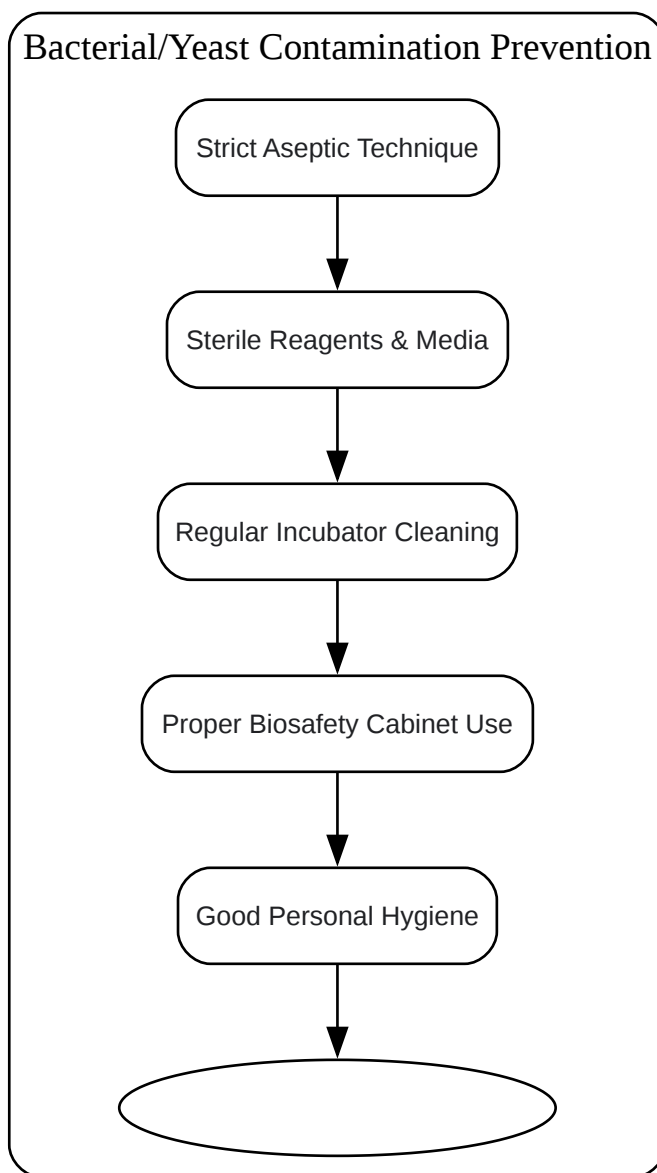 Bacterial/Yeast Contamination Prevention
Strict Aseptic Technique
Sterile Reagents & Media
Regular Incubator Cleaning
Proper Biosafety Cabinet Use
Good Personal Hygiene